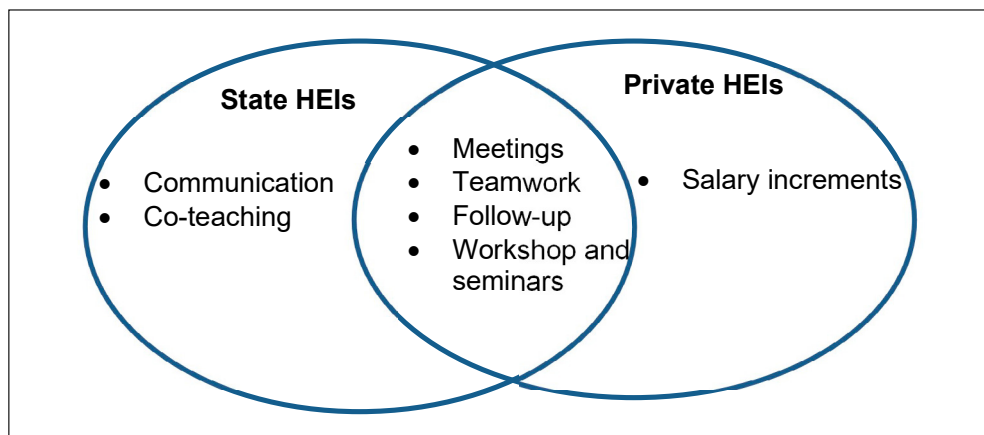 State HEIs
Private HEIs
• Communication
• Co-teaching
• Meetings
• Teamwork
• Follow-up
• Workshop and
seminars
• Salary increments